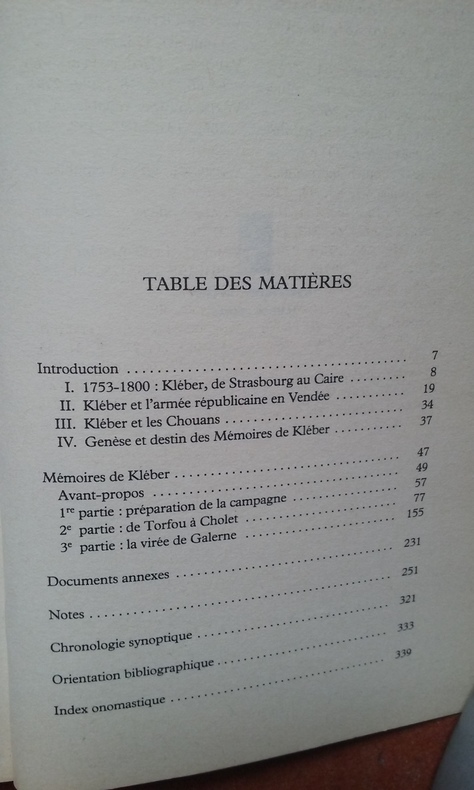 TABLE DES MATIÈRES
Introduction ........................................ 7
I. 1753-1800 : Kléber, de Strasbourg au Caire ......... 8
II. Kléber et l'armée républicaine en Vendée .......... 19
III. Kléber et les Chouans ........................... 34
IV. Genèse et destin des Mémoires de Kléber .......... 37
Mémoires de Kléber .................................. 47
Avant-propos ........................................ 49
1re partie : préparation de la campagne .............. 57
2e partie : de Torfou à Cholet ...................... 77
3e partie : la virée de Galerne ..................... 155
Documents annexes ................................... 231
Notes ............................................... 251
Chronologie synoptique .............................. 321
Orientation bibliographique ......................... 333
Index onomastique ................................... 339